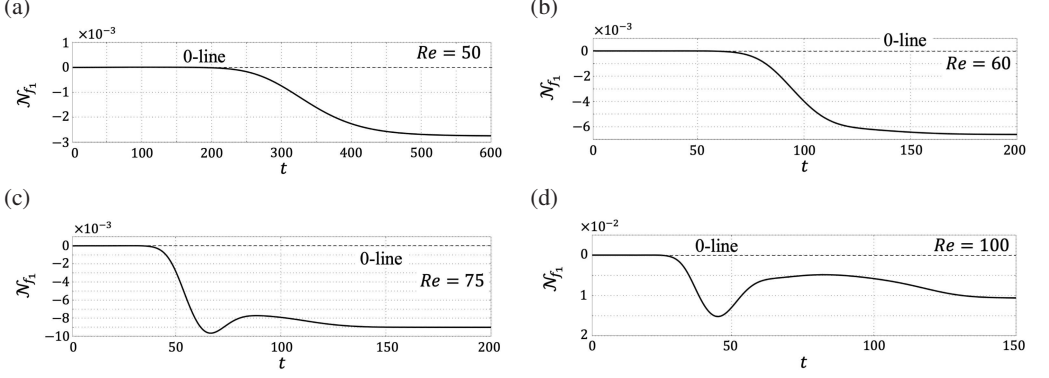 (a)
×10⁻³
1
0
−1
−2
−3
𝒩f₁
0-line
Re = 50
0 100 200 300 400 500 600
t
(b)
×10⁻³
0
−2
−4
−6
𝒩f₁
0-line
Re = 60
0 50 100 150 200
t
(c)
×10⁻³
0
−2
−4
−6
−8
−10
𝒩f₁
0-line
Re = 75
0 50 100 150 200
t
(d)
×10⁻²
0
1
2
𝒩f₁
0-line
Re = 100
0 50 100 150
t